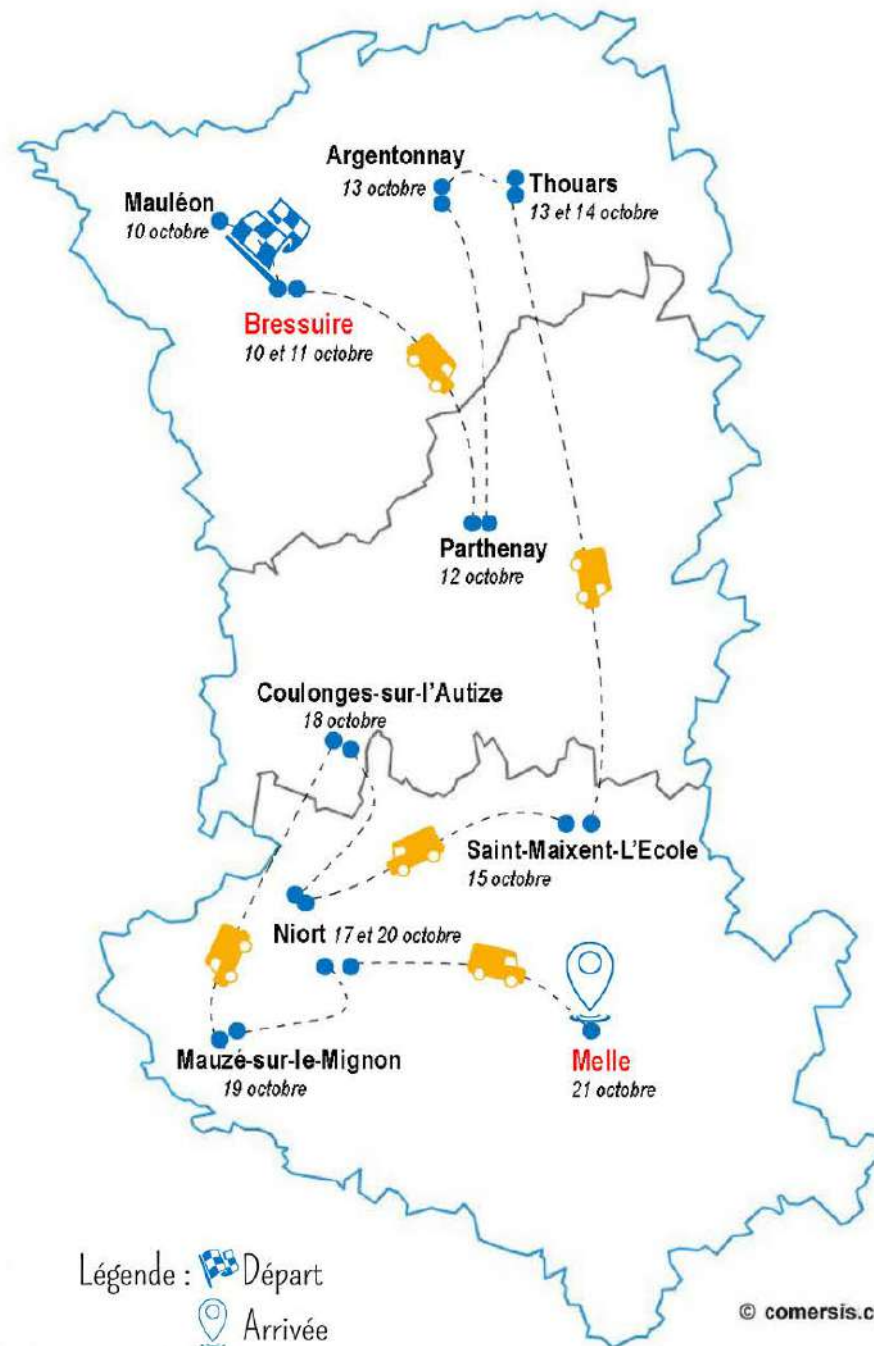 Argentonnay
13 octobre
Thouars
13 et 14 octobre
Mauléon
10 octobre
Bressuire
10 et 11 octobre
Parthenay
12 octobre
Coulonges-sur-l'Autize
18 octobre
Saint-Maixent-L'Ecole
15 octobre
Niort 17 et 20 octobre
Mauzé-sur-le-Mignon
19 octobre
Melle
21 octobre
Légende : Départ
Arrivée
© comersis.c